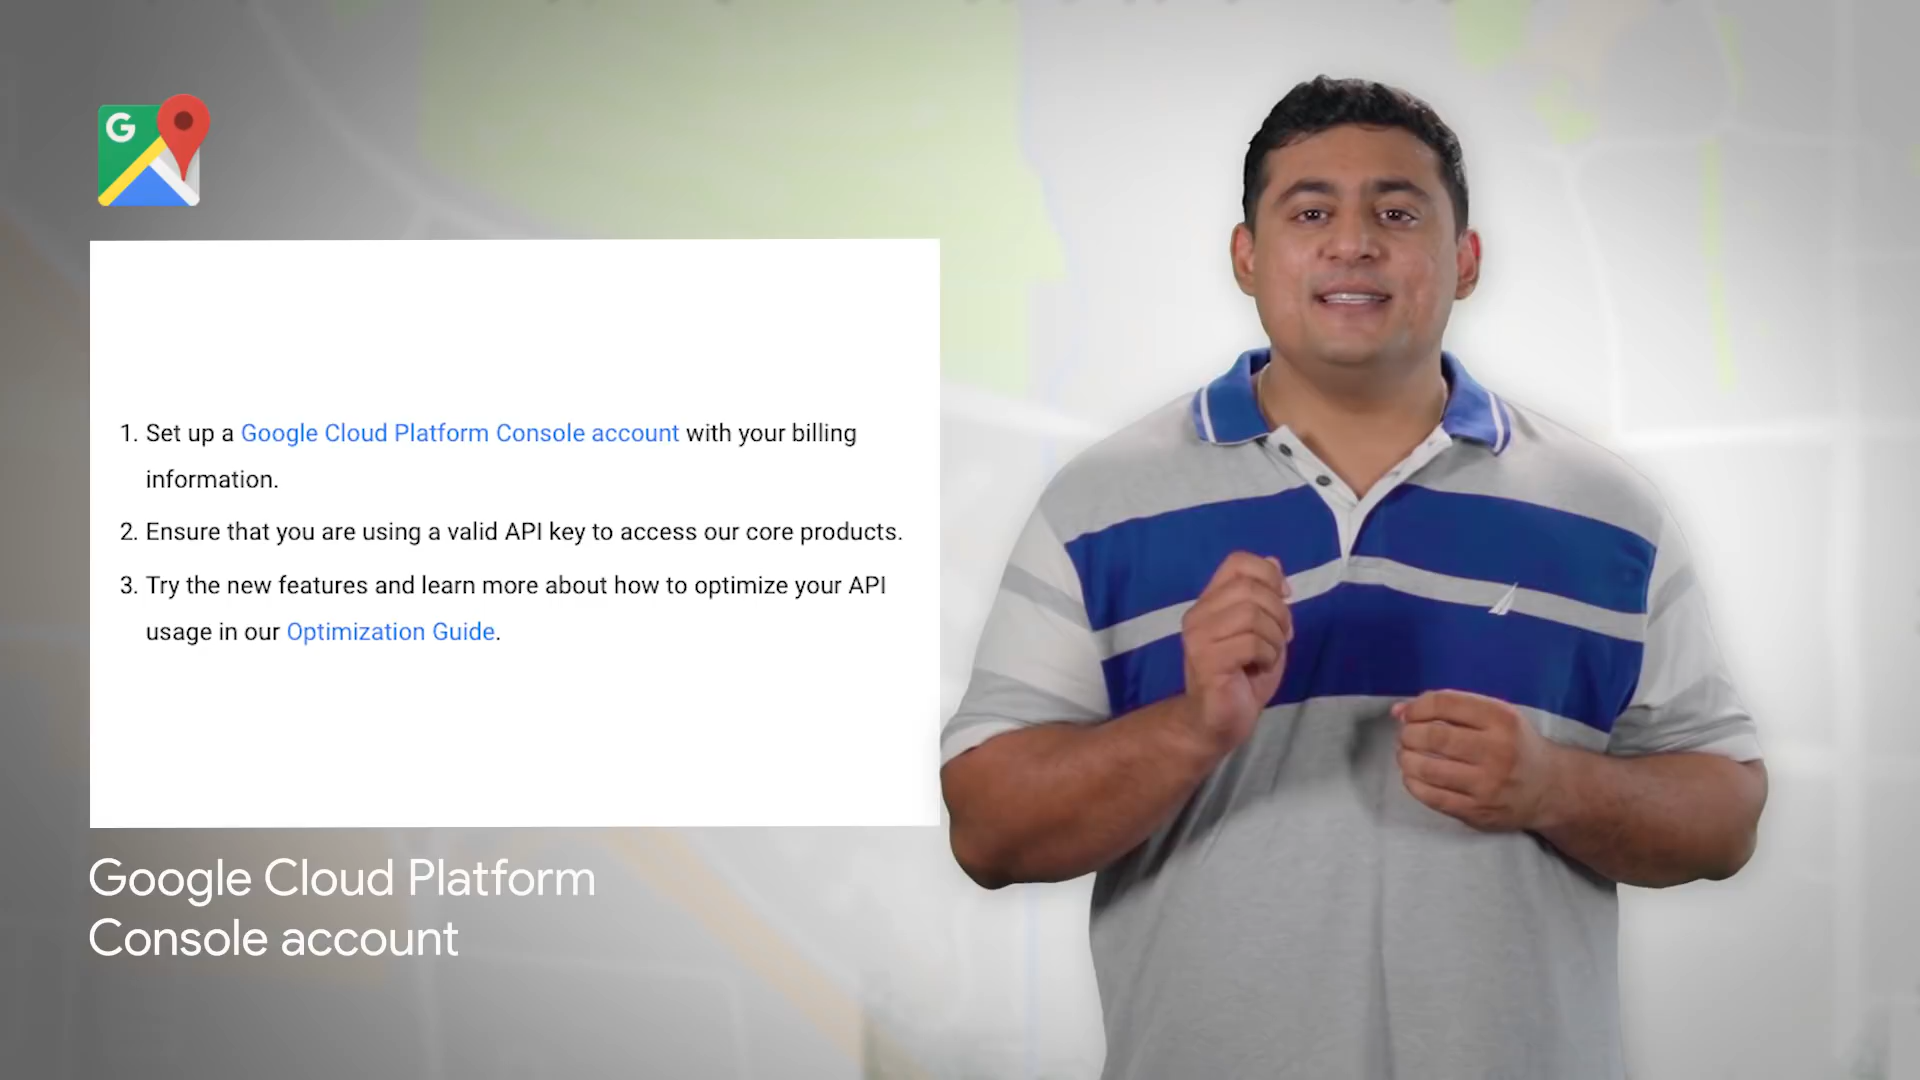 G
1. Set up a Google Cloud Platform Console account with your billing
information.
2. Ensure that you are using a valid API key to access our core products.
3. Try the new features and learn more about how to optimize your API
usage in our Optimization Guide.
Google Cloud Platform
Console account